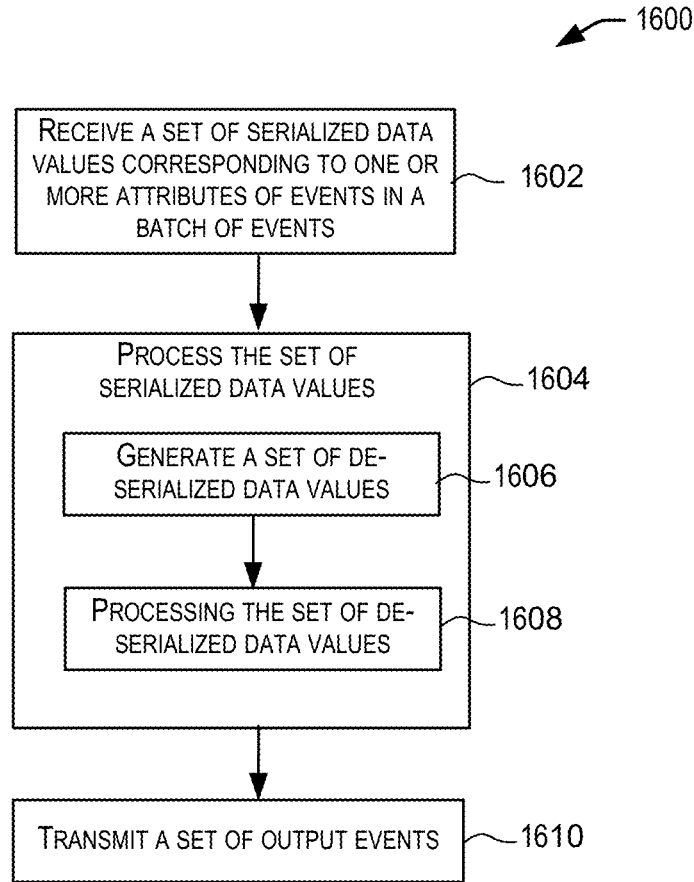 1600
RECEIVE A SET OF SERIALIZED DATA
VALUES CORRESPONDING TO ONE OR
MORE ATTRIBUTES OF EVENTS IN A
BATCH OF EVENTS
1602
PROCESS THE SET OF
SERIALIZED DATA VALUES
1604
GENERATE A SET OF DE-
SERIALIZED DATA VALUES
1606
PROCESSING THE SET OF DE-
SERIALIZED DATA VALUES
1608
TRANSMIT A SET OF OUTPUT EVENTS
1610